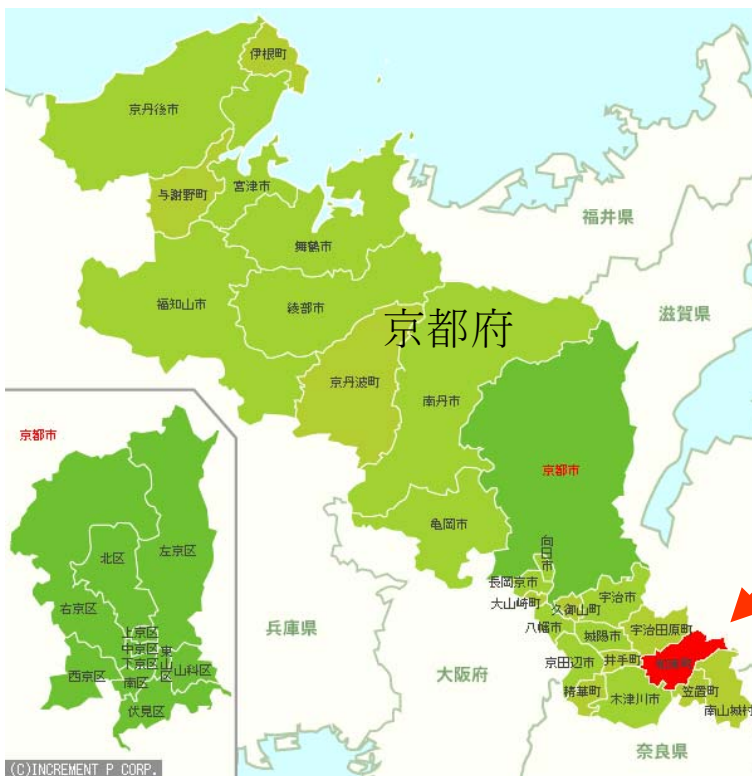 伊根町
京丹後市
与謝野町
宮津市
舞鶴市
福井県
福知山市
綾部市
京都府
滋賀県
京丹波町
南丹市
京都市
京都市
亀岡市
向日市
北区
左京区
右京区
上京区
中京区
下京区
東山区
山科区
西京区
南区
伏見区
兵庫県
大阪府
長岡京市
大山崎町
久御山町
宇治市
八幡市
城陽市
宇治田原町
京田辺市
井手町
精華町
木津川市
笠置町
南山城村
奈良県
(C)INCREMENT P CORP.